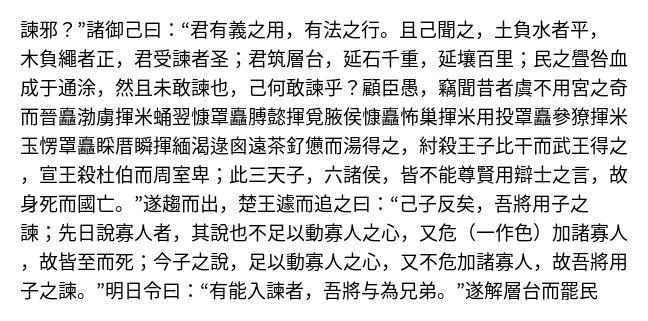 諫邪？”諸御己曰：“君有義之用，有法之行。且己聞之，土負水者平，
木負繩者正，君受諫者圣；君筑層台，延石千重，延壤百里；民之舋咎血
成于通涂，然且未敢諫也，己何敢諫乎？顧臣愚，竊聞昔者虞不用宮之奇
而晉矗渤虜揮米蛹翌慷罩矗膊懿揮覓腋侯慷矗怖巢揮米用投罩矗參獠揮米
玉愣罩矗睬厝瞬揮緬渴逯囪遠茶釕憊而湯得之，紂殺王子比干而武王得之
，宣王殺杜伯而周室卑；此三天子，六諸侯，皆不能尊賢用辯士之言，故
身死而國亡。”遂趨而出，楚王遽而追之曰：“己子反矣，吾將用子之
諫；先日說寡人者，其說也不足以動寡人之心，又危（一作色）加諸寡人
，故皆至而死；今子之說，足以動寡人之心，又不危加諸寡人，故吾將用
子之諫。”明日令曰：“有能入諫者，吾將与為兄弟。”遂解層台而罷民